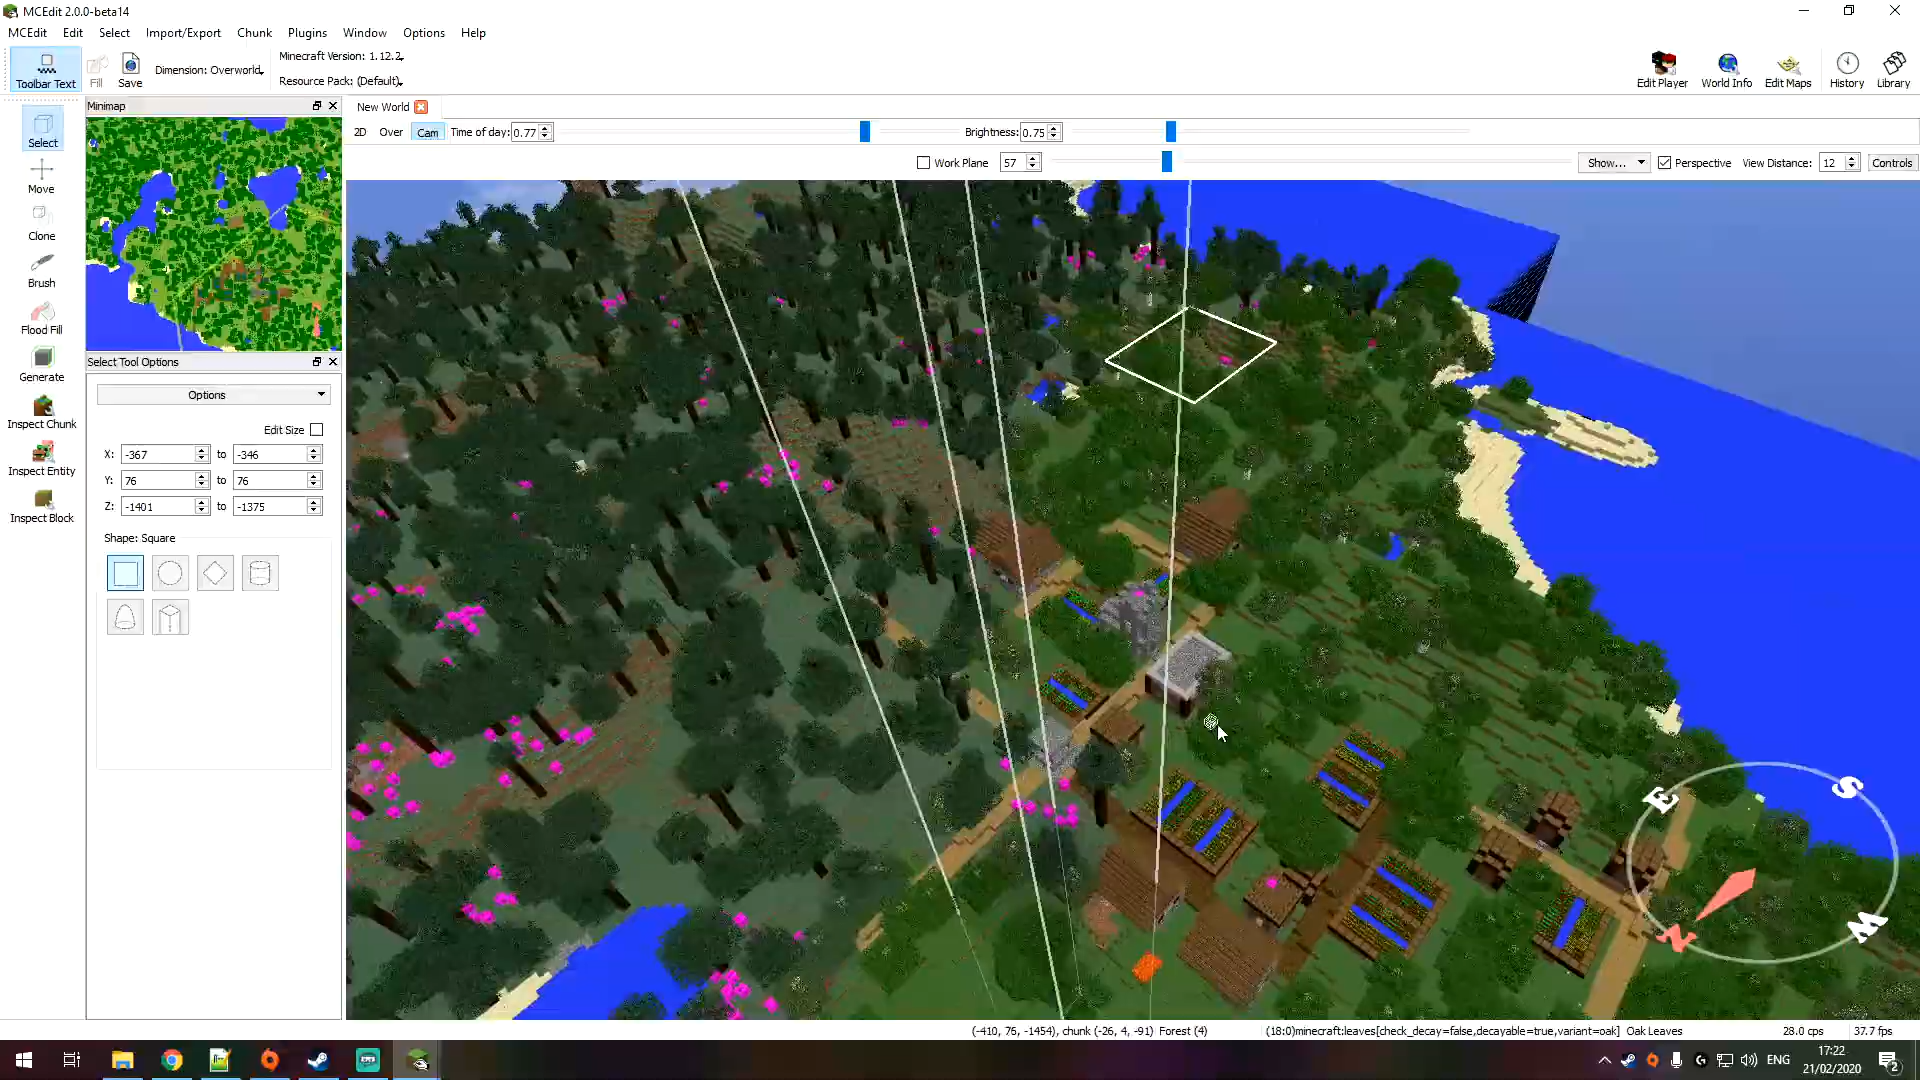 MCEdit 2.0.0-beta14
MCEdit Edit Select Import/Export Chunk Plugins Window Options Help
Toolbar Text Fill Save Dimension: Overworld Minecraft Version: 1.12.2 Resource Pack: (Default) Edit Player World Info Edit Maps History Library
Minimap New World
2D Over Cam Time of day: 0.77 Brightness: 0.75
Work Plane 57 Show... Perspective View Distance: 12 Controls
Select
Move
Clone
Brush
Flood Fill
Generate
Inspect Chunk
Inspect Entity
Inspect Block
Select Tool Options
Options
Edit Size
X: -367 to -346
Y: 76 to 76
Z: -1401 to -1375
Shape: Square
E S
N W
(-410, 76, -1454), chunk (-26, 4, -91) Forest (4) (18:0)minecraft:leaves[check_decay=false,decayable=true,variant=oak] Oak Leaves 28.0 cps 37.7 fps
ENG 17:22
21/02/2020 2